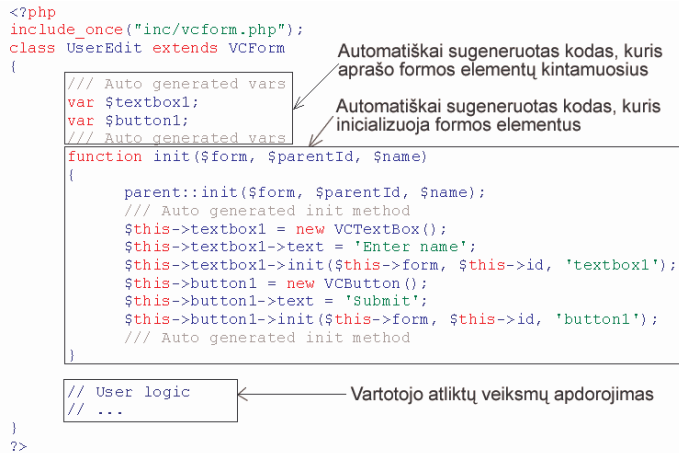 <?php
include_once("inc/vcform.php");
class UserEdit extends VCForm
{
Automatiškai sugeneruotas kodas, kuris
aprašo formos elementų kintamuosius
/// Auto generated vars
var $textbox1;
var $button1;
/// Auto generated vars
Automatiškai sugeneruotas kodas, kuris
inicializuoja formos elementus
function init($form, $parentId, $name)
{
parent::init($form, $parentId, $name);
/// Auto generated init method
$this->textbox1 = new VCTextBox();
$this->textbox1->text = 'Enter name';
$this->textbox1->init($this->form, $this->id, 'textbox1');
$this->button1 = new VCButton();
$this->button1->text = 'Submit';
$this->button1->init($this->form, $this->id, 'button1');
/// Auto generated init method
}
// User logic
// ...
Vartotojo atliktų veiksmų apdorojimas
}
?>